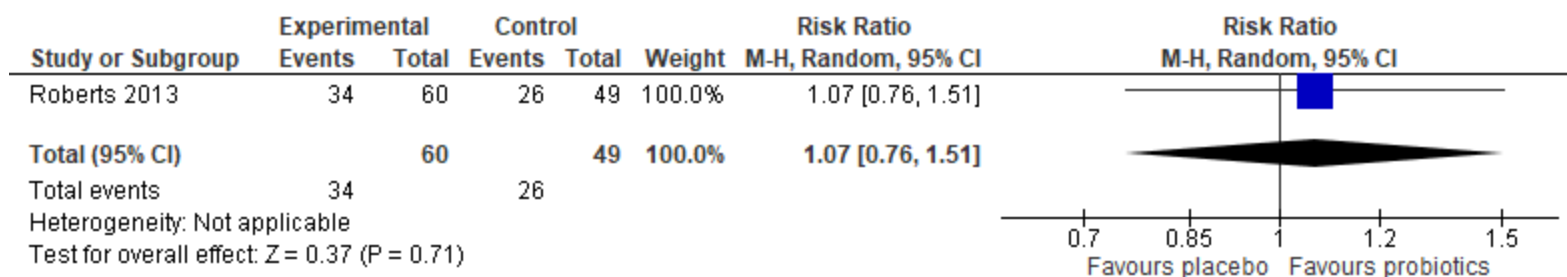 Experimental Control Risk Ratio Risk Ratio
Study or Subgroup Events Total Events Total Weight M-H, Random, 95% CI M-H, Random, 95% CI
Roberts 2013 34 60 26 49 100.0% 1.07 [0.76, 1.51]
Total (95% CI) 60 49 100.0% 1.07 [0.76, 1.51]
Total events 34 26
Heterogeneity: Not applicable
Test for overall effect: Z = 0.37 (P = 0.71)
0.7 0.85 1 1.2 1.5
Favours placebo Favours probiotics